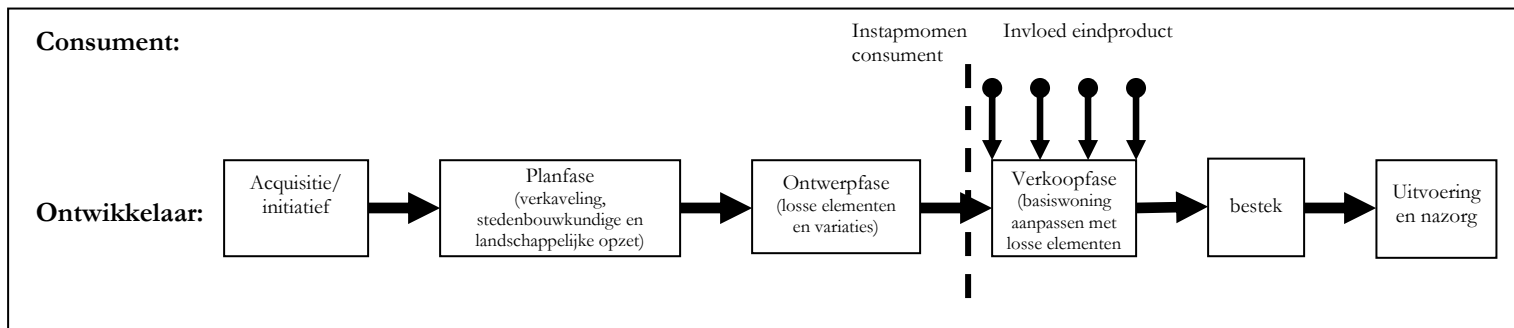 Consument:
Instapmomen
consument
Invloed eindproduct
Ontwikkelaar:
Acquisitie/
initiatief
Planfase
(verkaveling,
stedenbouwkundige en
landschappelijke opzet)
Ontwerpfase
(losse elementen
en variaties)
Verkoopfase
(basiswoning
aanpassen met
losse elementen
bestek
Uitvoering
en nazorg